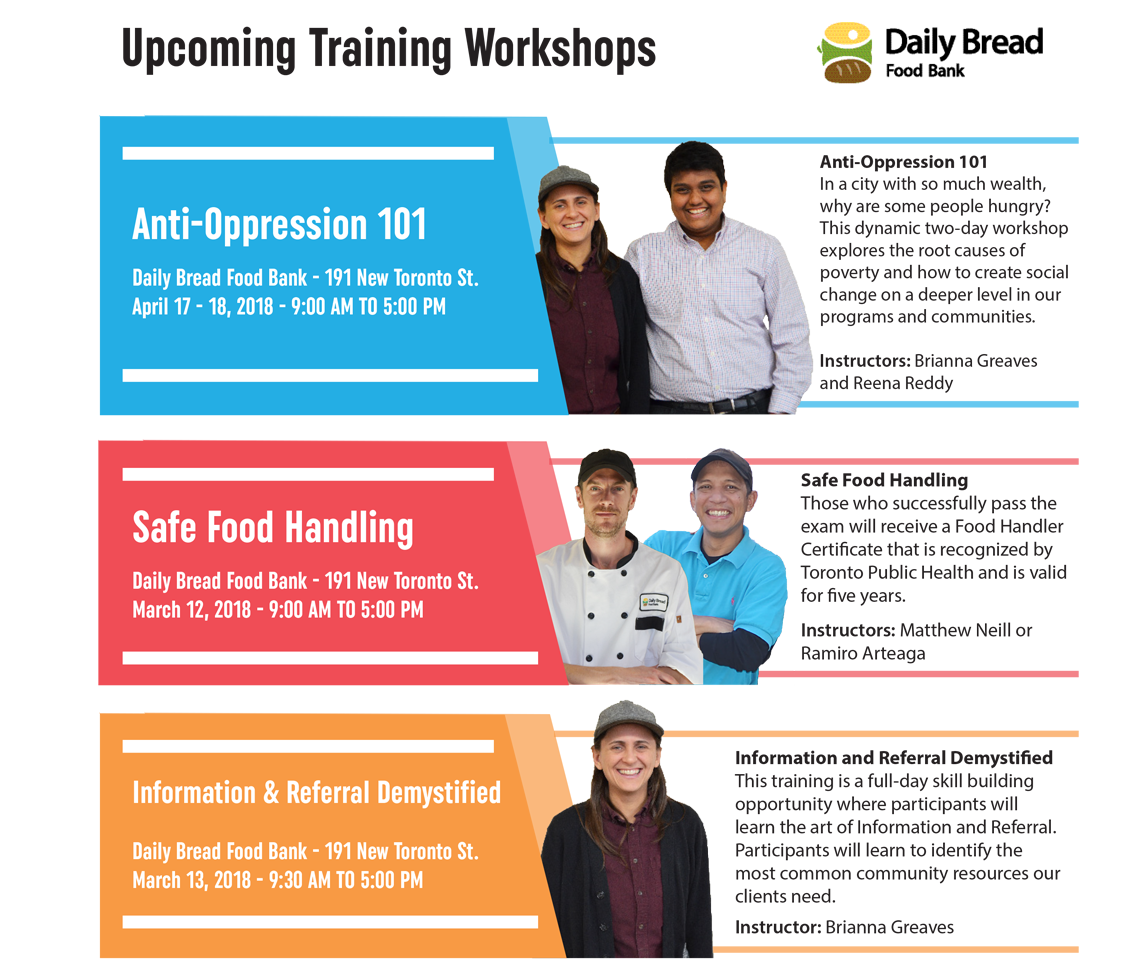 Upcoming Training Workshops
Daily Bread
Food Bank
Anti-Oppression 101
Daily Bread Food Bank - 191 New Toronto St.
April 17 - 18, 2018 - 9:00 AM TO 5:00 PM
Anti-Oppression 101
In a city with so much wealth,
why are some people hungry?
This dynamic two-day workshop
explores the root causes of
poverty and how to create social
change on a deeper level in our
programs and communities.
Instructors: Brianna Greaves
and Reena Reddy
Safe Food Handling
Daily Bread Food Bank - 191 New Toronto St.
March 12, 2018 - 9:00 AM TO 5:00 PM
Daily Bread
Food Bank
Safe Food Handling
Those who successfully pass the
exam will receive a Food Handler
Certificate that is recognized by
Toronto Public Health and is valid
for five years.
Instructors: Matthew Neill or
Ramiro Arteaga
Information & Referral Demystified
Daily Bread Food Bank - 191 New Toronto St.
March 13, 2018 - 9:30 AM TO 5:00 PM
Information and Referral Demystified
This training is a full-day skill building
opportunity where participants will
learn the art of Information and Referral.
Participants will learn to identify the
most common community resources our
clients need.
Instructor: Brianna Greaves